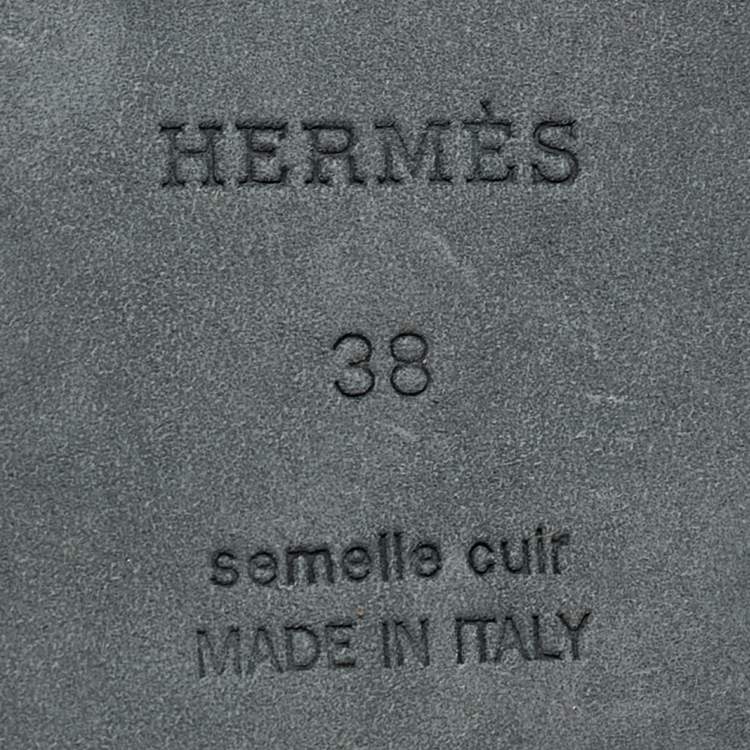 HERMÈS
38
semelle cuir
MADE IN ITALY